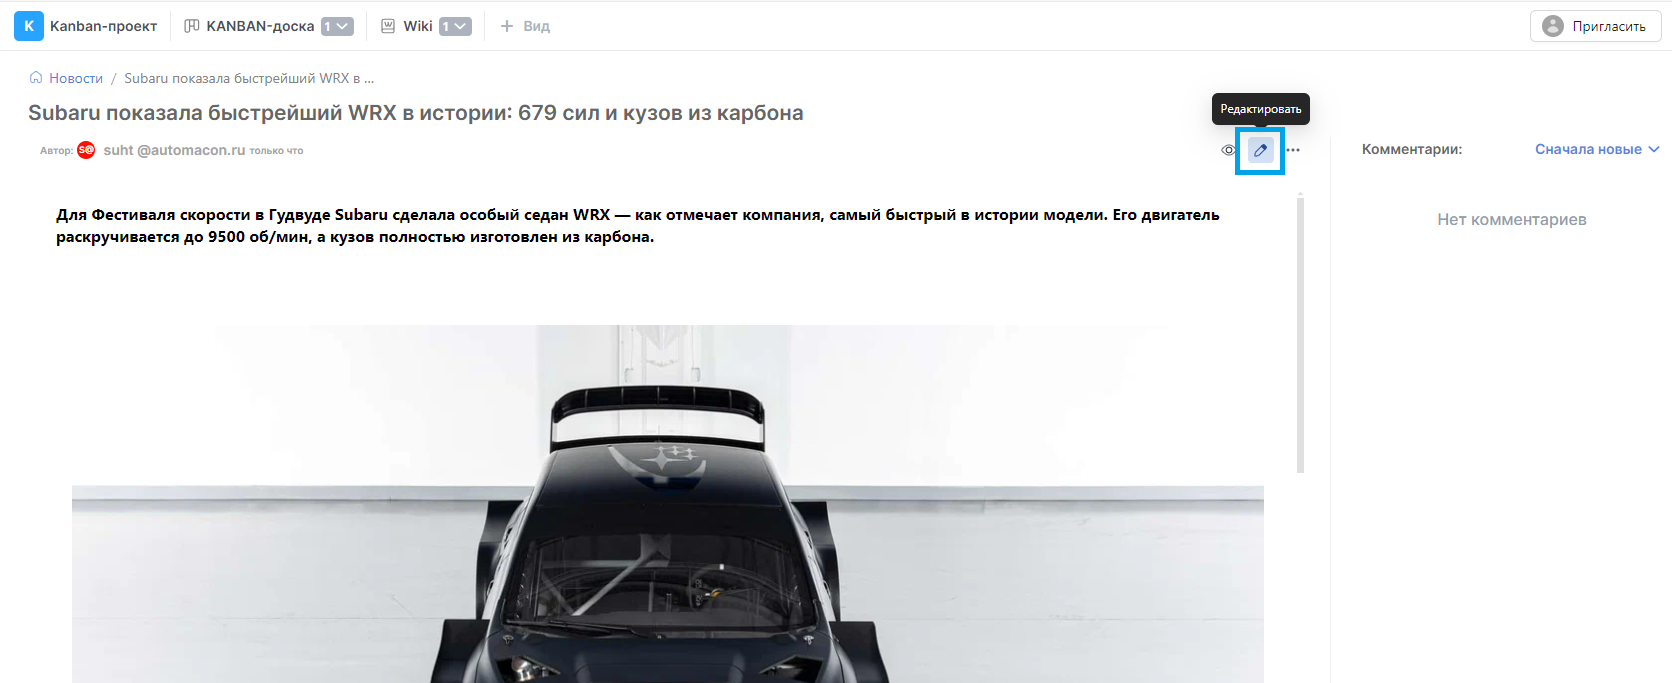 K Kanban-проект KANBAN-доска 1 Wiki 1 + Вид Пригласить
Новости / Subaru показала быстрейший WRX в ...
Subaru показала быстрейший WRX в истории: 679 сил и кузов из карбона
Редактировать
Автор: S@ suht @automacon.ru только что
Комментарии: Сначала новые
Нет комментариев
Для Фестиваля скорости в Гудвуде Subaru сделала особый седан WRX — как отмечает компания, самый быстрый в истории модели. Его двигатель
раскручивается до 9500 об/мин, а кузов полностью изготовлен из карбона.